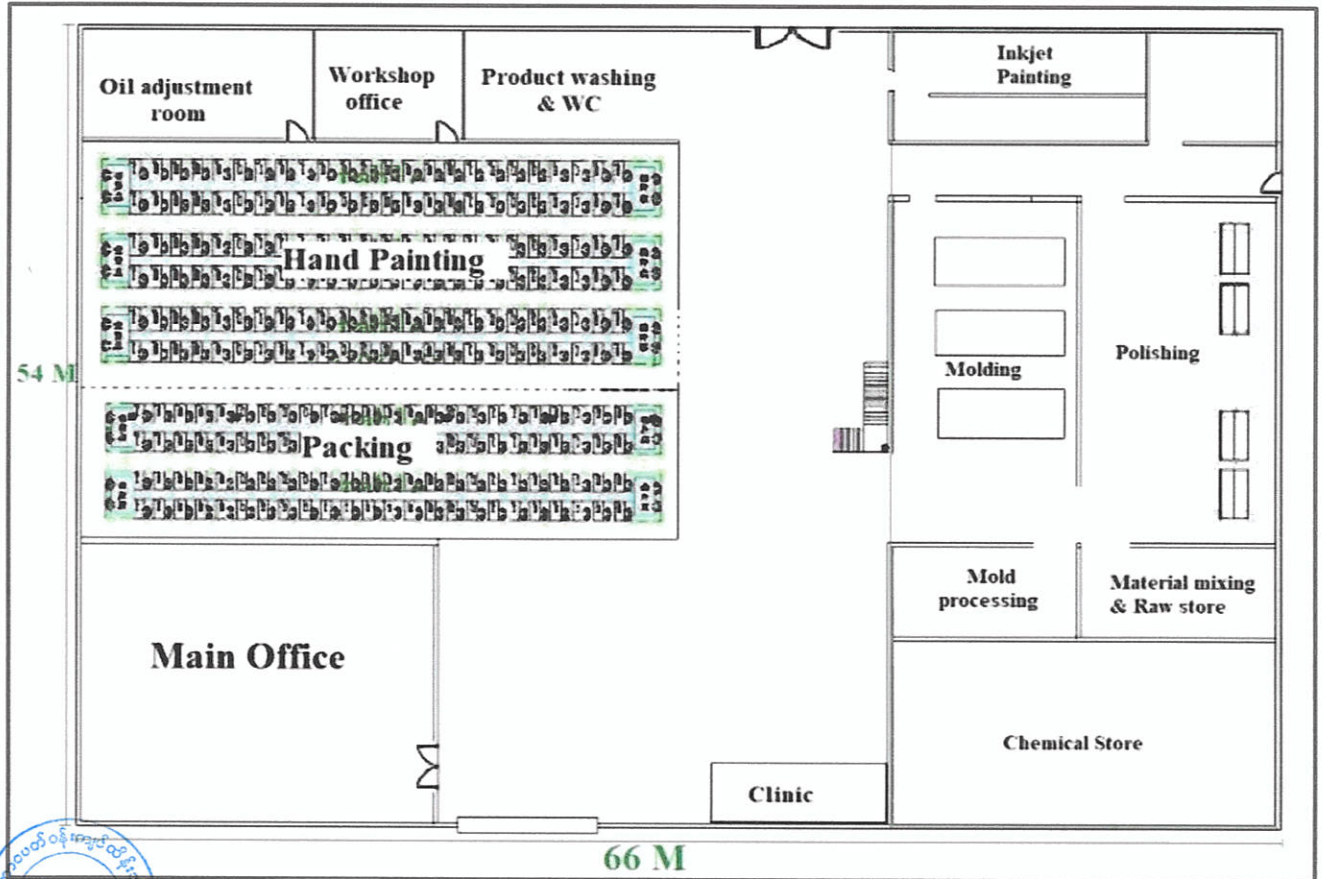 Oil adjustment
room
Workshop
office
Product washing
& WC
Inkjet
Painting
Hand Painting
54 M
Packing
Molding
Polishing
Mold
processing
Material mixing
& Raw store
Main Office
Chemical Store
Clinic
66 M